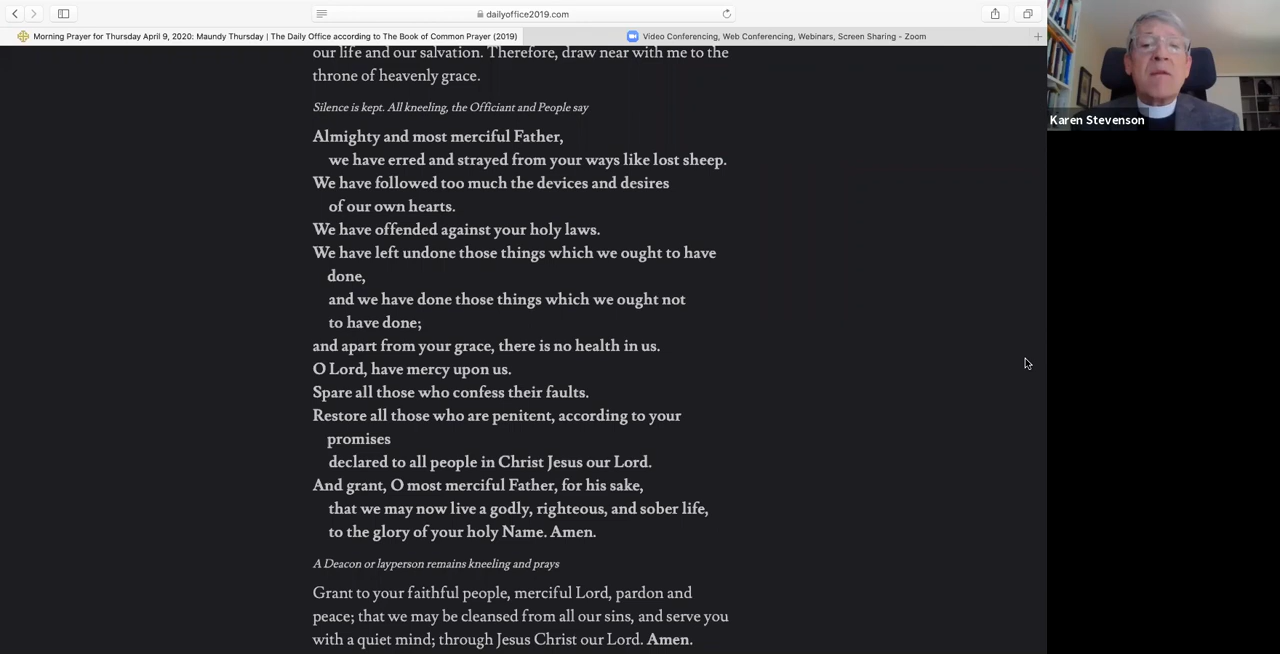 dailyoffice2019.com
Morning Prayer for Thursday April 9, 2020: Maundy Thursday | The Daily Office according to The Book of Common Prayer (2019)
Video Conferencing, Web Conferencing, Webinars, Screen Sharing - Zoom
our life and our salvation. Therefore, draw near with me to the
throne of heavenly grace.
Silence is kept. All kneeling, the Officiant and People say
Almighty and most merciful Father,
we have erred and strayed from your ways like lost sheep.
We have followed too much the devices and desires
of our own hearts.
We have offended against your holy laws.
We have left undone those things which we ought to have
done,
and we have done those things which we ought not
to have done;
and apart from your grace, there is no health in us.
O Lord, have mercy upon us.
Spare all those who confess their faults.
Restore all those who are penitent, according to your
promises
declared to all people in Christ Jesus our Lord.
And grant, O most merciful Father, for his sake,
that we may now live a godly, righteous, and sober life,
to the glory of your holy Name. Amen.
A Deacon or layperson remains kneeling and prays
Grant to your faithful people, merciful Lord, pardon and
peace; that we may be cleansed from all our sins, and serve you
with a quiet mind; through Jesus Christ our Lord. Amen.
Karen Stevenson